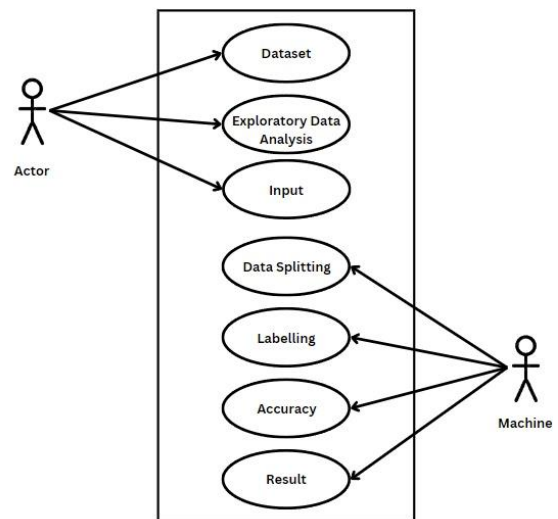 Dataset
Exploratory Data
Analysis
Actor
Input
Data Splitting
Labelling
Accuracy
Machine
Result